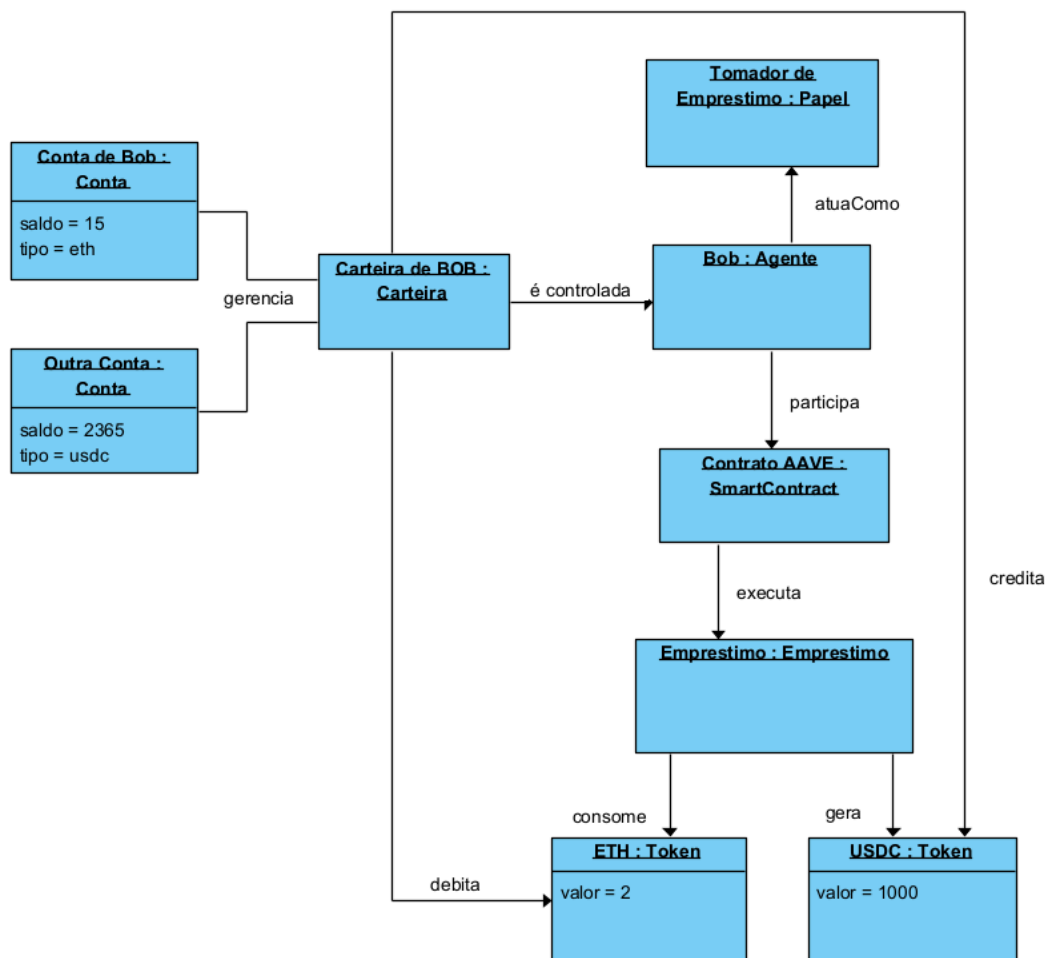 Tomador de
Emprestimo : Papel
Conta de Bob :
Conta
saldo = 15
tipo = eth
atuaComo
Carteira de BOB :
Carteira
Bob : Agente
gerencia
é controlada
Outra Conta :
Conta
saldo = 2365
tipo = usdc
participa
Contrato AAVE :
SmartContract
credita
executa
Emprestimo : Emprestimo
consome
gera
ETH : Token
valor = 2
USDC : Token
valor = 1000
debita